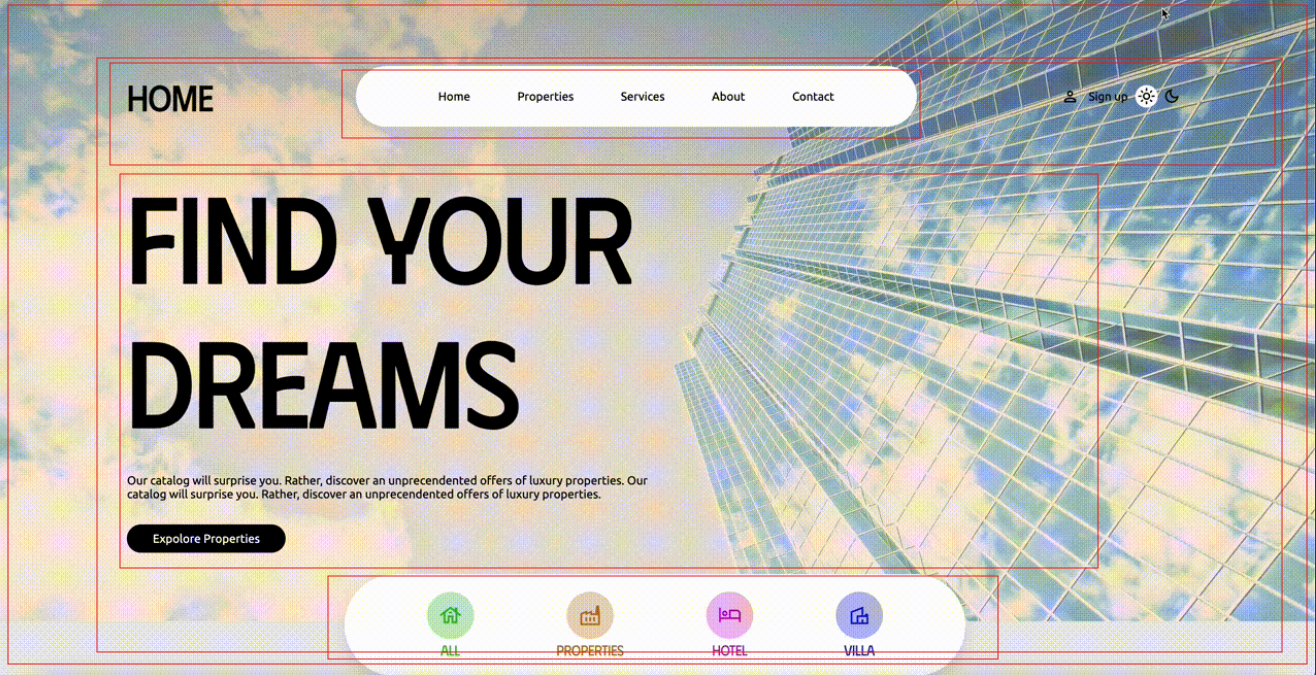 HOME
Home Properties Services About Contact
Sign up
FIND YOUR
DREAMS
Our catalog will surprise you. Rather, discover an unprecendented offers of luxury properties. Our
catalog will surprise you. Rather, discover an unprecendented offers of luxury properties.
Expolore Properties
ALL PROPERTIES HOTEL VILLA